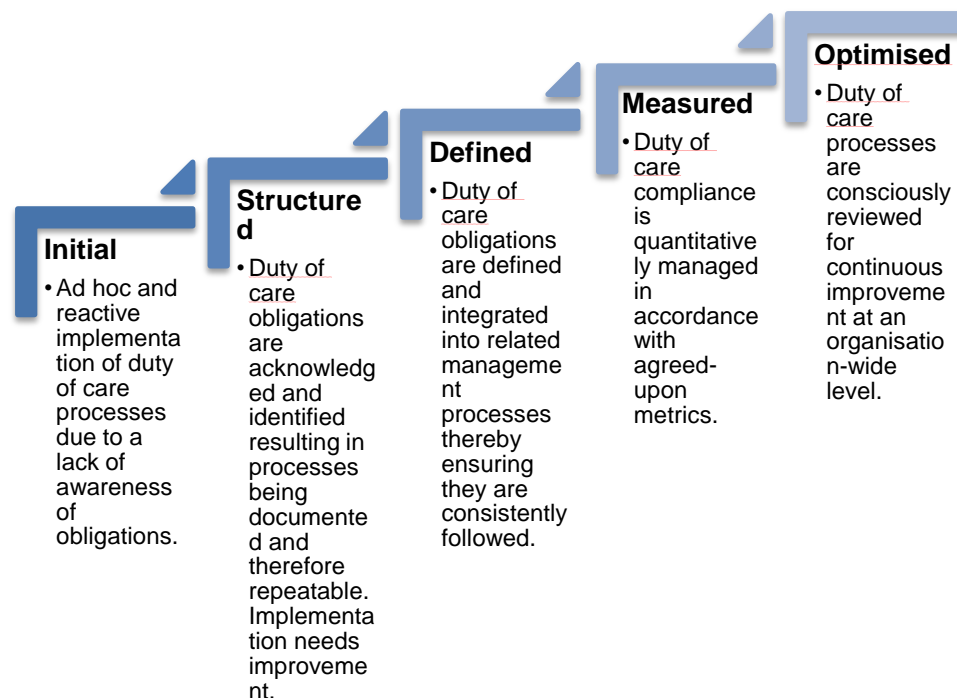 Initial
• Ad hoc and
reactive
implementa
tion of duty
of care
processes
due to a
lack of
awareness
of
obligations.
Structure
d
• Duty of
care
obligations
are
acknowledg
ed and
identified
resulting in
processes
being
documente
d and
therefore
repeatable.
Implementa
tion needs
improveme
nt.
Defined
• Duty of
care
obligations
are defined
and
integrated
into related
manageme
nt
processes
thereby
ensuring
they are
consistently
followed.
Measured
• Duty of
care
compliance
is
quantitative
ly managed
in
accordance
with
agreed-
upon
metrics.
Optimised
• Duty of
care
processes
are
consciously
reviewed
for
continuous
improveme
nt at an
organisatio
n-wide
level.